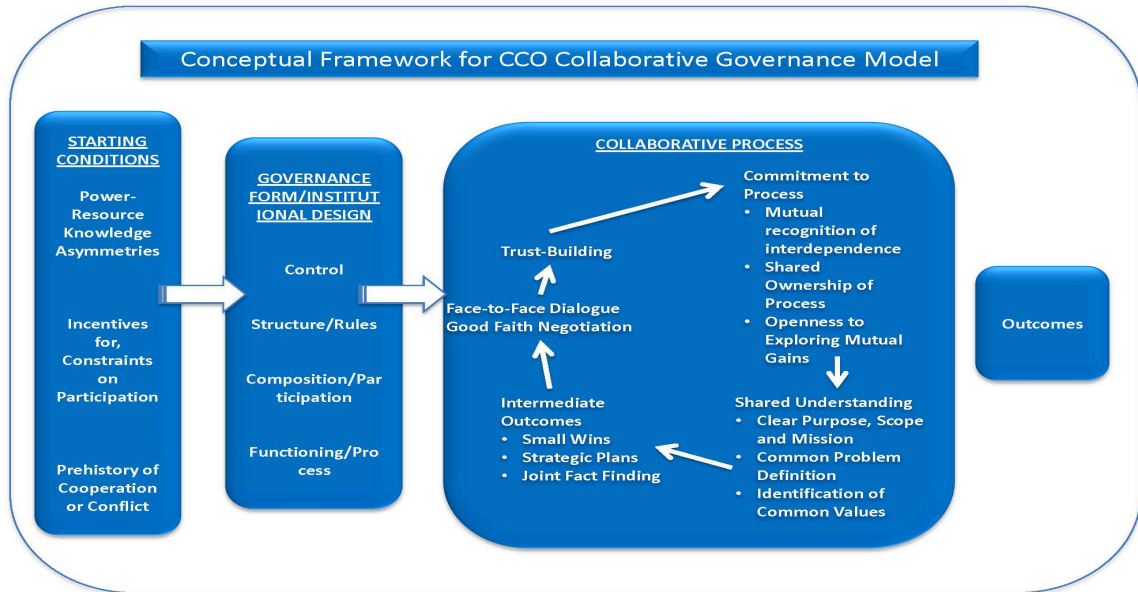 Conceptual Framework for CCO Collaborative Governance Model
STARTING
CONDITIONS
Power-
Resource
Knowledge
Asymmetries
Incentives
for,
Constraints
on
Participation
Prehistory of
Cooperation
or Conflict
GOVERNANCE
FORM/INSTITUT
IONAL DESIGN
Control
Structure/Rules
Composition/Par
ticipation
Functioning/Pro
cess
COLLABORATIVE PROCESS
Trust-Building
Face-to-Face Dialogue
Good Faith Negotiation
Intermediate
Outcomes
• Small Wins
• Strategic Plans
• Joint Fact Finding
Commitment to
Process
• Mutual
recognition of
interdependence
• Shared
Ownership of
Process
• Openness to
Exploring Mutual
Gains
Shared Understanding
• Clear Purpose, Scope
and Mission
• Common Problem
Definition
• Identification of
Common Values
Outcomes